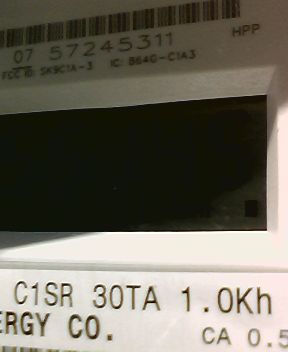 07 57245311
HPP
FCC ID: SK9C1A-3 IC: 864G-C1A3
C1SR 30TA 1.0Kh
ERGY CO.
CA 0.5